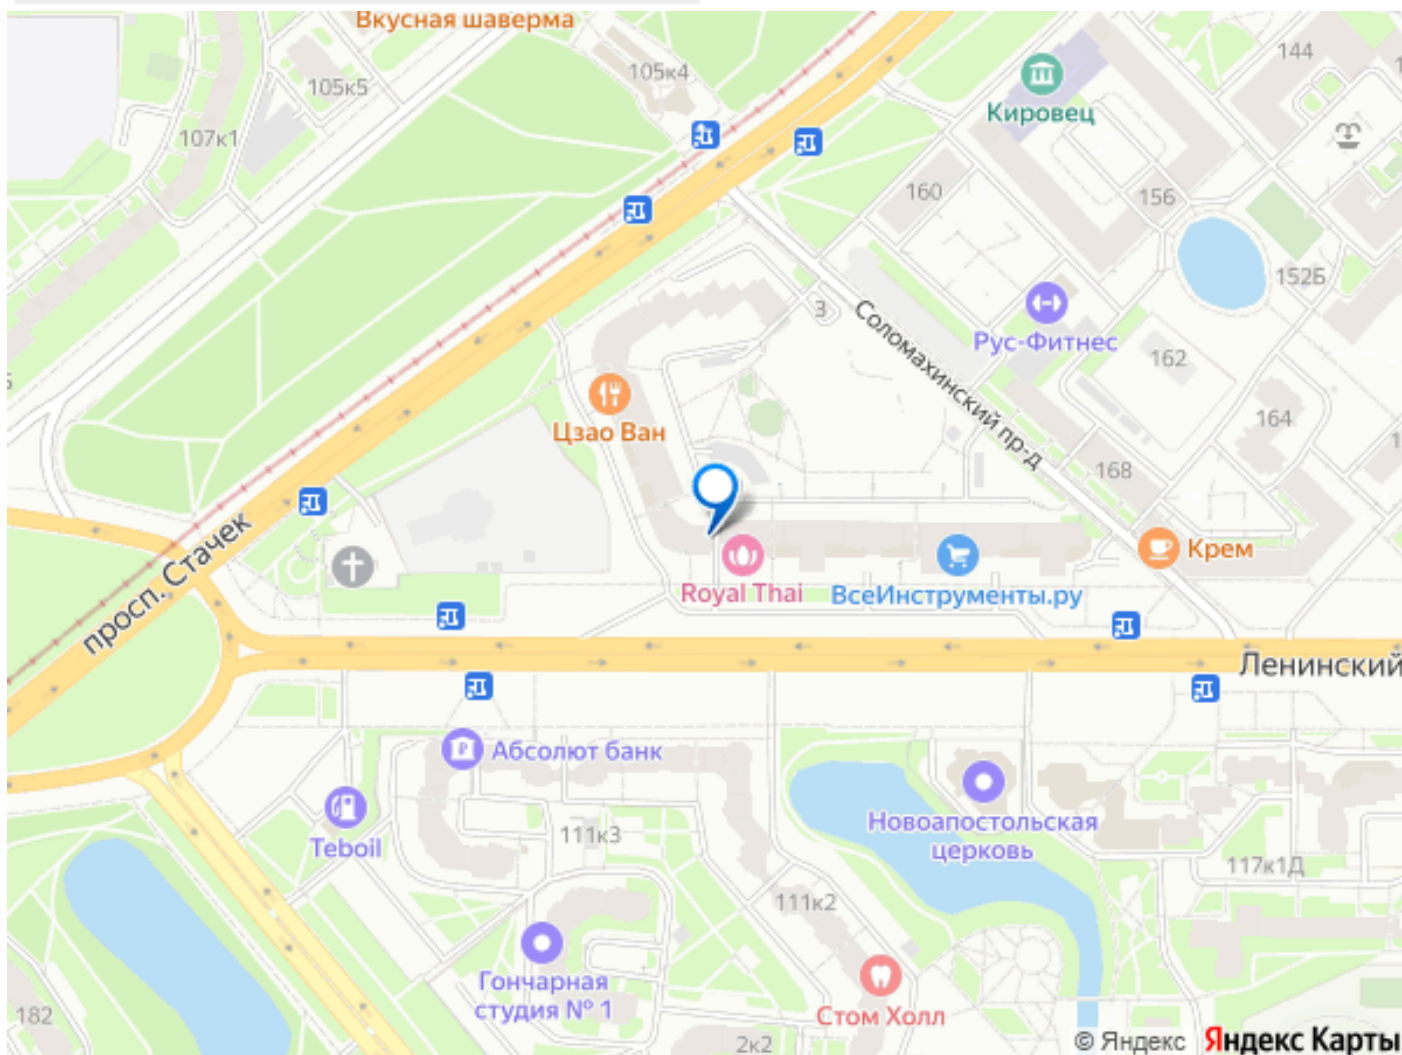 Вкусная шаверма
105к4
105к5
107к1
144
Кировец
160
156
152Б
3
Соломахинский пр-д
Рус-Фитнес
162
164
168
Цзао Ван
просп. Стачек
Royal Thai
ВсеИнструменты.ру
Крем
Ленинский
Абсолют банк
Teboil
111к3
Новоапостольская
церковь
117к1Д
111к2
Гончарная
студия № 1
Стом Холл
182
2к2
© Яндекс Яндекс Карты